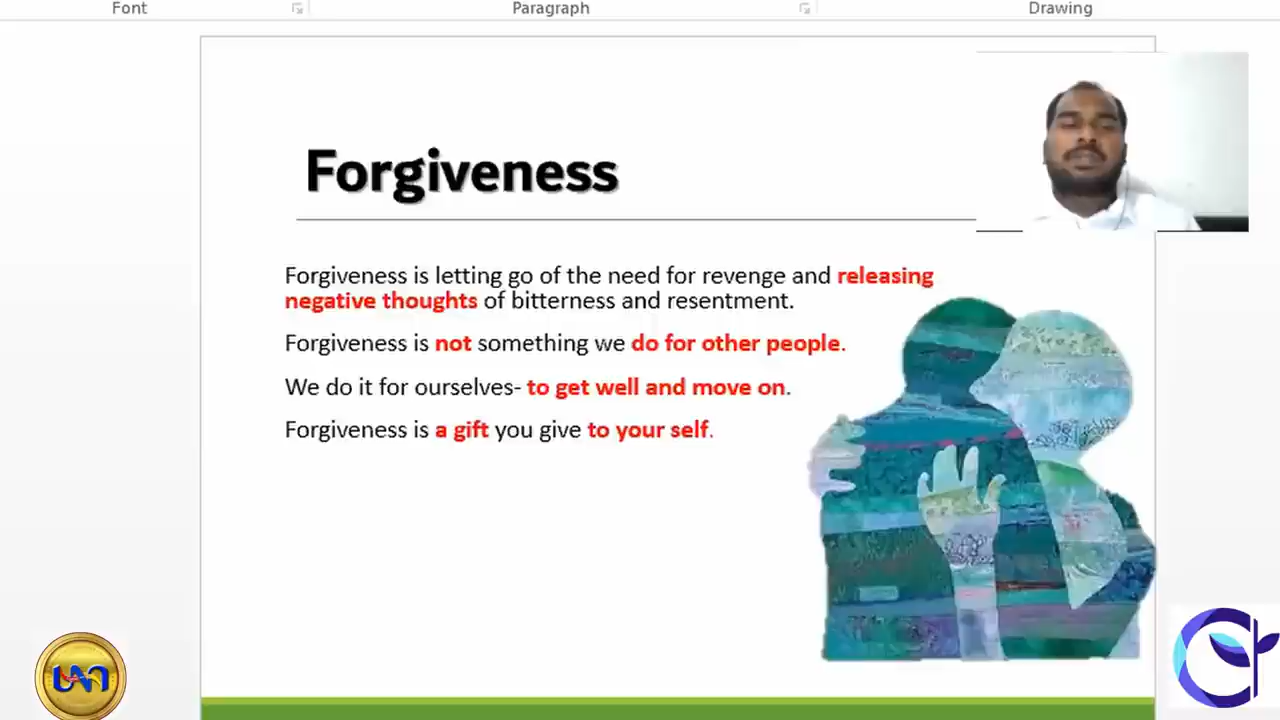 Font
Paragraph
Drawing
Forgiveness
Forgiveness is letting go of the need for revenge and releasing
negative thoughts of bitterness and resentment.
Forgiveness is not something we do for other people.
We do it for ourselves- to get well and move on.
Forgiveness is a gift you give to your self.